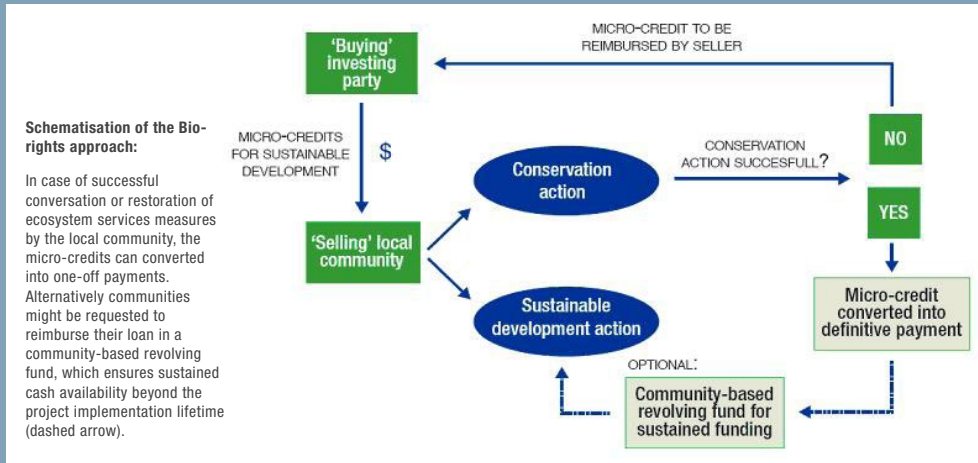 Schematisation of the Bio-
rights approach:
In case of successful
conversation or restoration of
ecosystem services measures
by the local community, the
micro-credits can converted
into one-off payments.
Alternatively communities
might be requested to
reimburse their loan in a
community-based revolving
fund, which ensures sustained
cash availability beyond the
project implementation lifetime
(dashed arrow).
'Buying'
investing
party
MICRO-CREDIT TO BE
REIMBURSED BY SELLER
MICRO-CREDITS
FOR SUSTAINABLE
DEVELOPMENT
$
'Selling' local
community
Conservation
action
CONSERVATION
ACTION SUCCESFULL?
NO
YES
Sustainable
development action
Micro-credit
converted into
definitive payment
OPTIONAL:
Community-based
revolving fund for
sustained funding